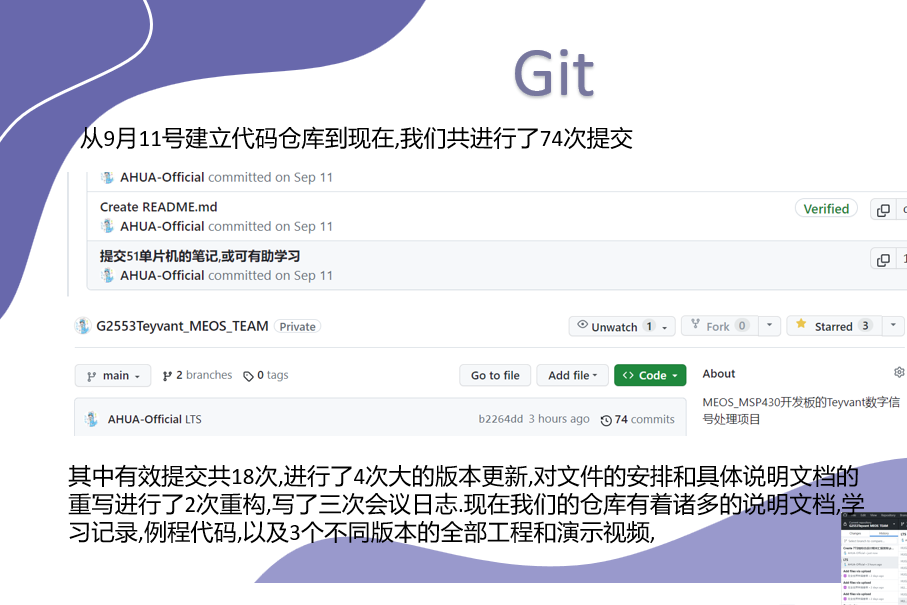 Git
从9月11号建立代码仓库到现在,我们共进行了74次提交
AHUA-Official committed on Sep 11
Create README.md
Verified
AHUA-Official committed on Sep 11
提交51单片机的笔记,或可有助学习
AHUA-Official committed on Sep 11
G2553Teyvant_MEOS_TEAM Private
Unwatch 1
Fork 0
Starred 3
main
2 branches
0 tags
Go to file
Add file
Code
About
AHUA-Official LTS
b2264dd 3 hours ago
74 commits
MEOS_MSP430开发板的Teyvant数字信
号处理项目
其中有效提交共18次,进行了4次大的版本更新,对文件的安排和具体说明文档的
重写进行了2次重构,写了三次会议日志.现在我们的仓库有着诸多的说明文档,学
习记录,例程代码,以及3个不同版本的全部工程和演示视频,